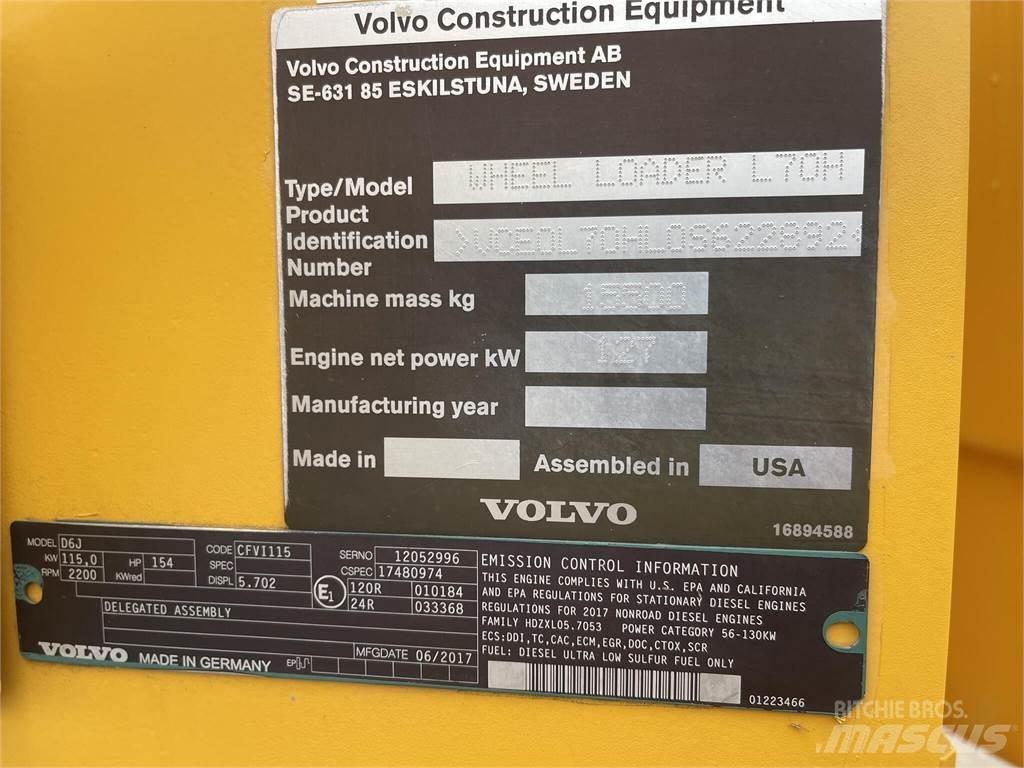 Volvo Construction Equipment
Volvo Construction Equipment AB
SE-631 85 ESKILSTUNA, SWEDEN
Type/Model WHEEL LOADER L70H
Product
Identification
Number
Machine mass kg
Engine net power kW 127
Manufacturing year
Made in Assembled in USA
VOLVO
16894588
MODEL D6J
KW 115,0 HP 154
RPM 2200 KWred
CODE CFVI115
SPEC
DISPL 5.702
SERNO 12052996
CSPEC 17480974
E1 120R 010184
24R 033368
DELEGATED ASSEMBLY
MFGDATE 06/2017
VOLVO MADE IN GERMANY EP
EMISSION CONTROL INFORMATION
THIS ENGINE COMPLIES WITH U.S. EPA AND CALIFORNIA
AND EPA REGULATIONS FOR STATIONARY DIESEL ENGINES
REGULATIONS FOR 2017 NONROAD DIESEL ENGINES
FAMILY HDZXL05.7053 POWER CATEGORY 56-130KW
ECS:DDI,TC,CAC,ECM,EGR,DOC,CTOX,SCR
FUEL: DIESEL ULTRA LOW SULFUR FUEL ONLY
01223466
RITCHIE BROS.
MASCUS